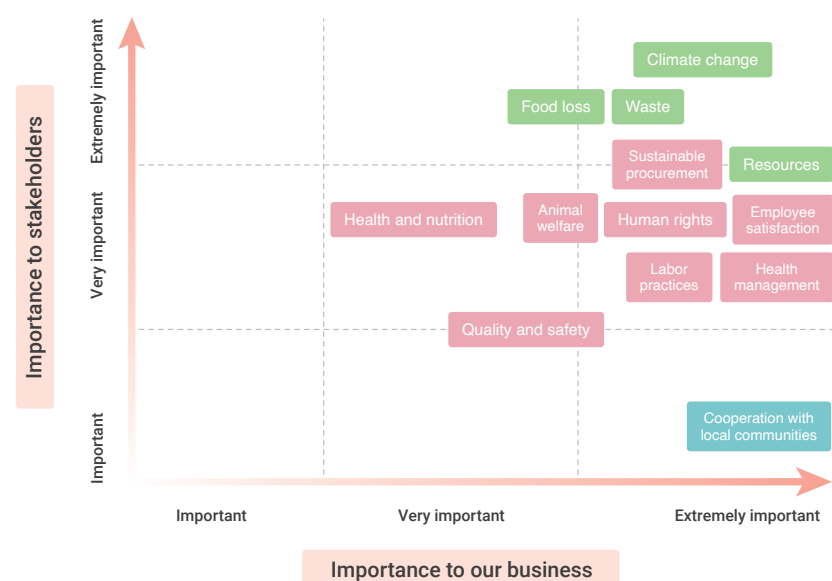 Importance to stakeholders
Extremely important
Very important
Important
Climate change
Food loss
Waste
Sustainable
procurement
Resources
Health and nutrition
Animal
welfare
Human rights
Employee
satisfaction
Labor
practices
Health
management
Quality and safety
Cooperation with
local communities
Important
Very important
Extremely important
Importance to our business